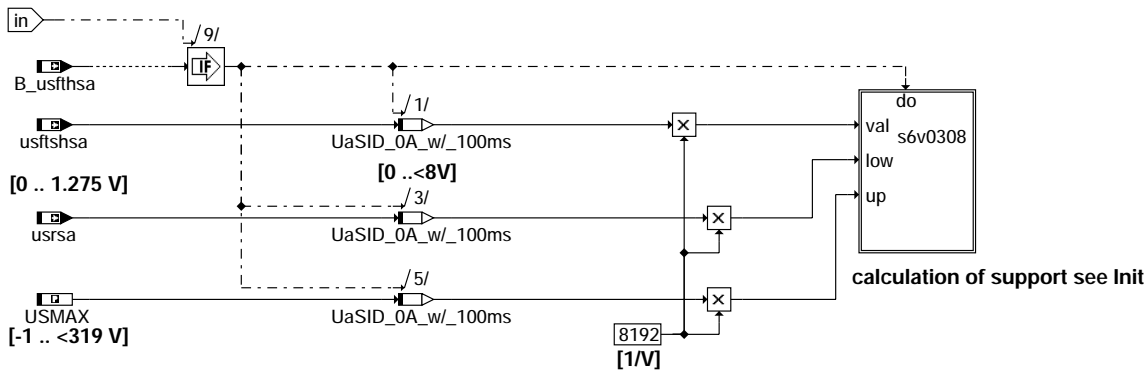 in
/9/
IF
B_usfthsa
/1/
do
usftshsa
UaSID_0A_w/_100ms
val
s6v0308
low
[0 .. 1.275 V]
[0 ..<8V]
/3/
up
usrsa
UaSID_0A_w/_100ms
calculation of support see Init
/5/
USMAX
UaSID_0A_w/_100ms
[-1 .. <319 V]
8192
[1/V]